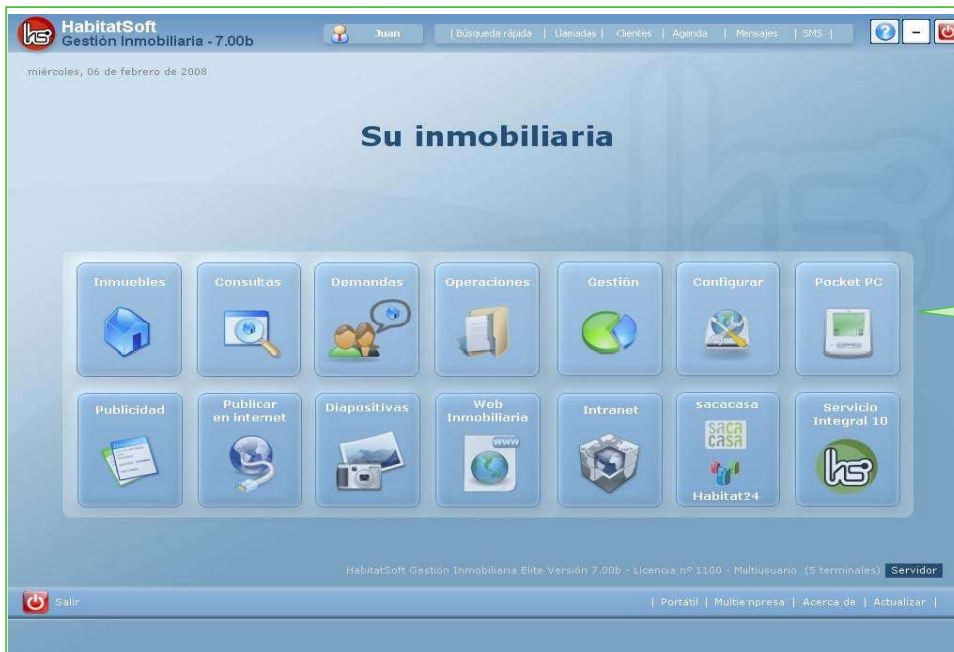 HabitatSoft
Gestión Inmobiliaria - 7.00b
Juan
| Búsqueda rápida | Llamadas | Clientes | Agenda | Mensajes | SMS |
?
miércoles, 06 de febrero de 2008
Su inmobiliaria
Inmuebles
Consultas
Demandas
Operaciones
Gestión
Configurar
Pocket PC
Publicidad
Publicar
en internet
Diapositivas
Web
Inmobiliaria
www
Intranet
sacacasa
saca
casa
Habitat24
Servicio
Integral 10
hs
HabitatSoft Gestión Inmobiliaria Elite Versión 7.00b - Licencia nº 1100 - Multiusuario (5 terminales) Servidor
Salir
| Portátil | Multiempresa | Acerca de | Actualizar |